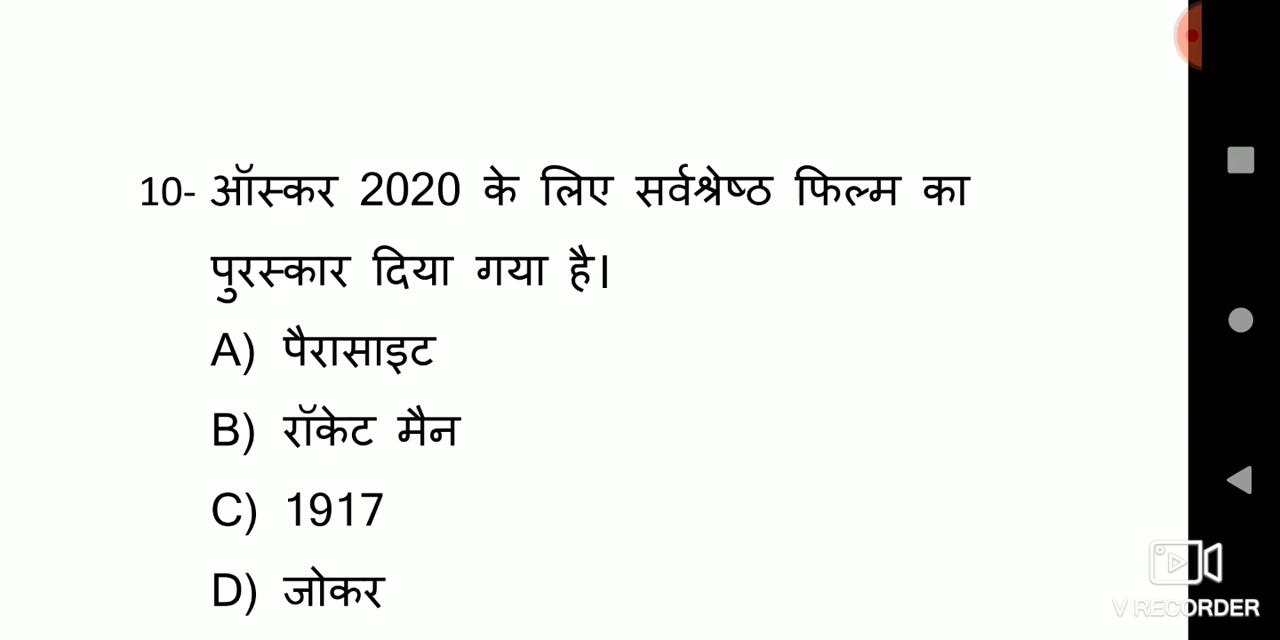 10- ऑस्कर 2020 के लिए सर्वश्रेष्ठ फिल्म का
पुरस्कार दिया गया है।
A) पैरासाइट
B) रॉकेट मैन
C) 1917
D) जोकर
V RECORDER